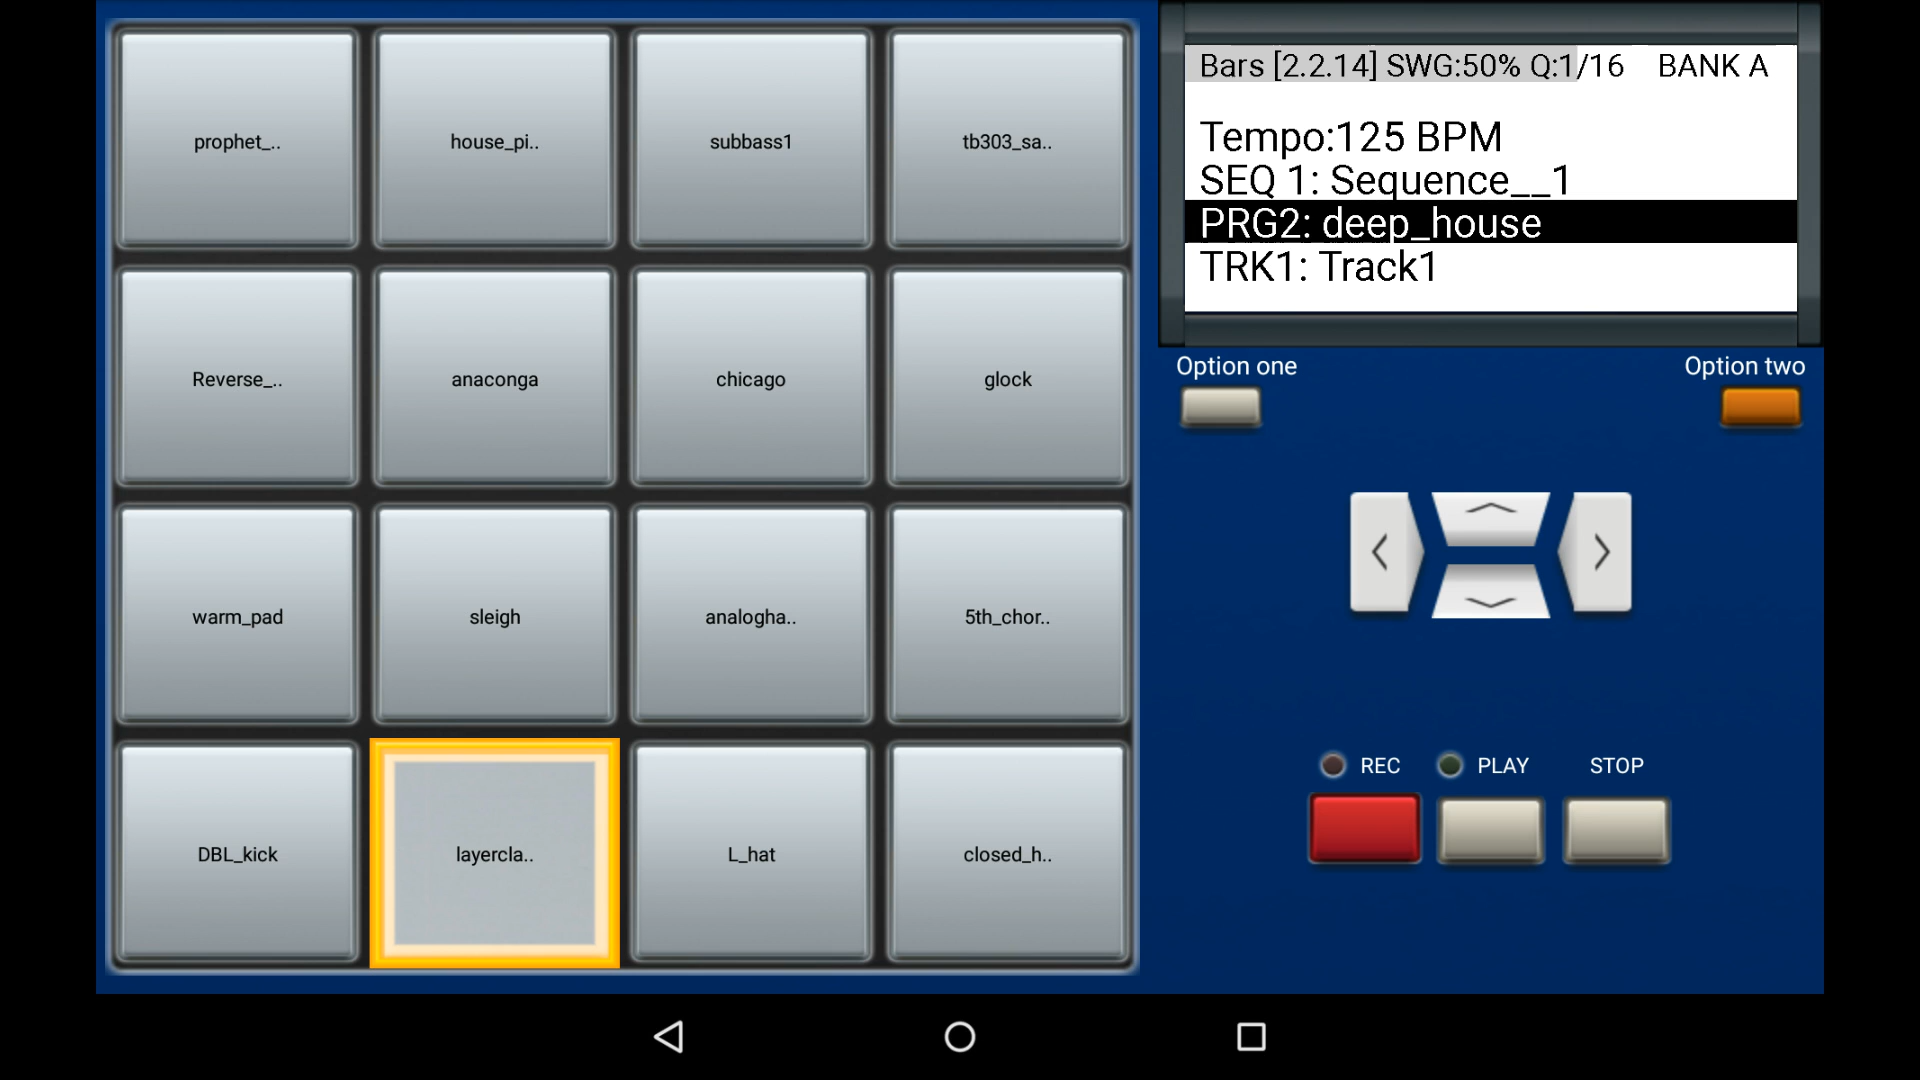 prophet_.. house_pi.. subbass1 tb303_sa..
Reverse_.. anaconga chicago glock
warm_pad sleigh analogha.. 5th_chor..
DBL_kick layercla.. L_hat closed_h..
Bars [2.2.14] SWG:50% Q:1/16 BANK A
Tempo:125 BPM
SEQ 1: Sequence__1
PRG2: deep_house
TRK1: Track1
Option one Option two
REC PLAY STOP